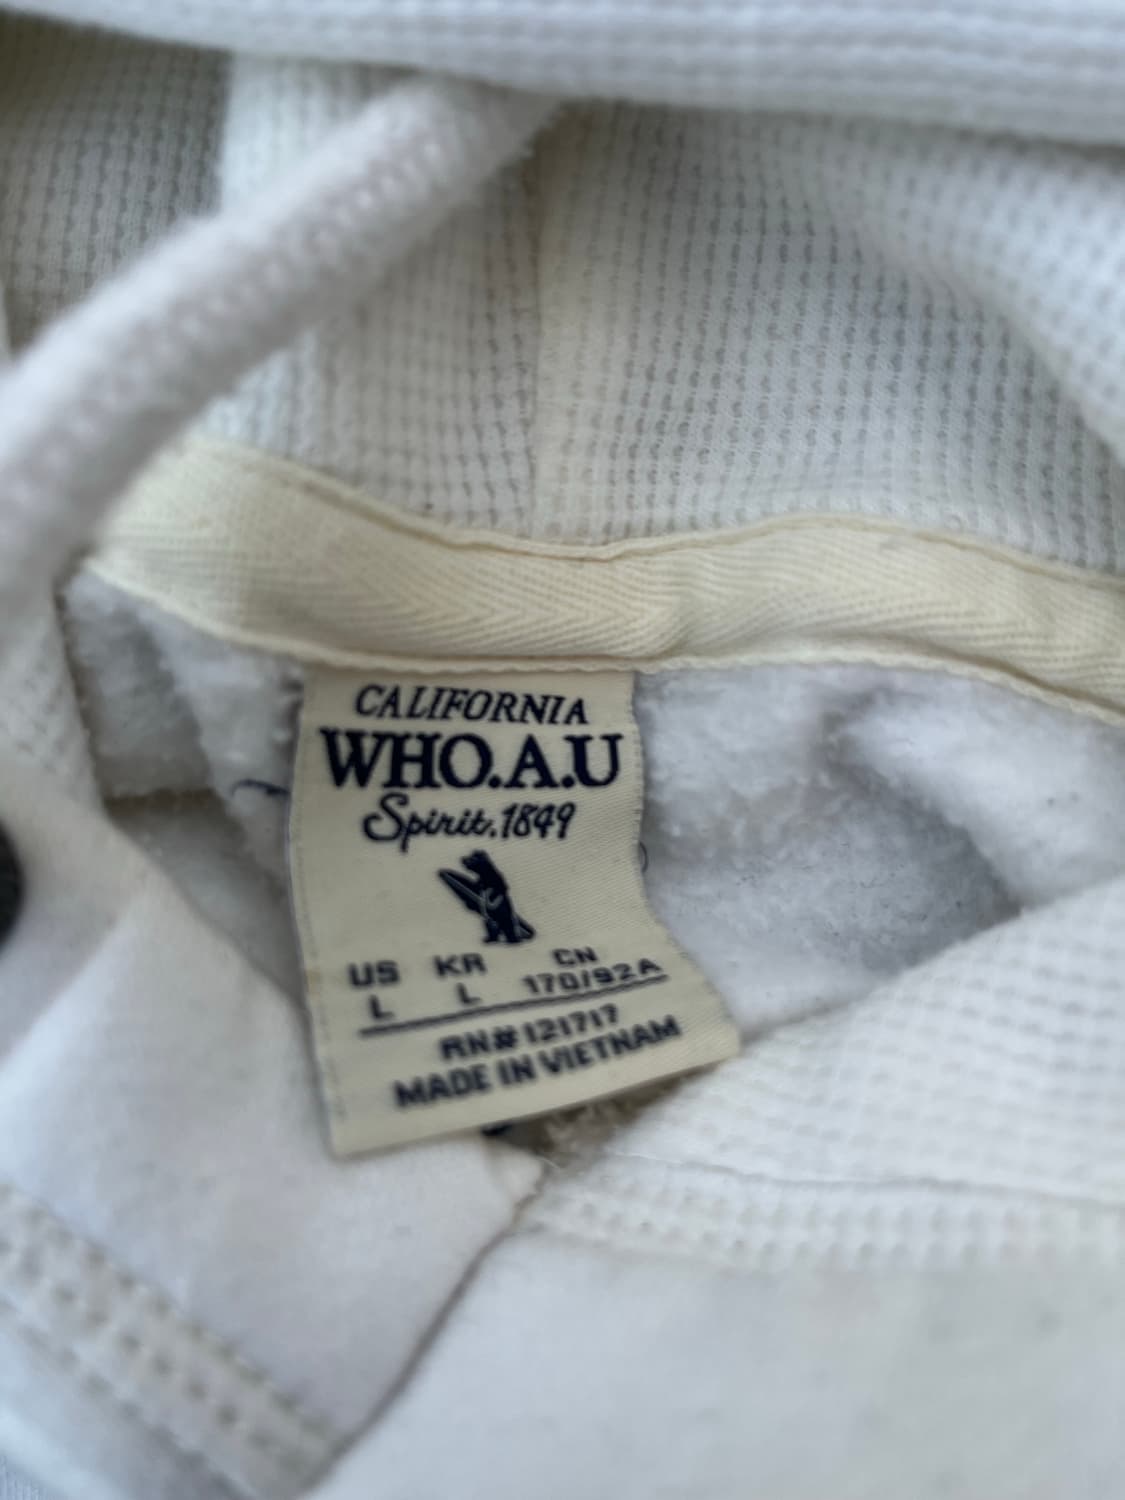 CALIFORNIA
WHO.A.U
Spirit.1849
US KR CN
L L 170/92A
RN# 121717
MADE IN VIETNAM